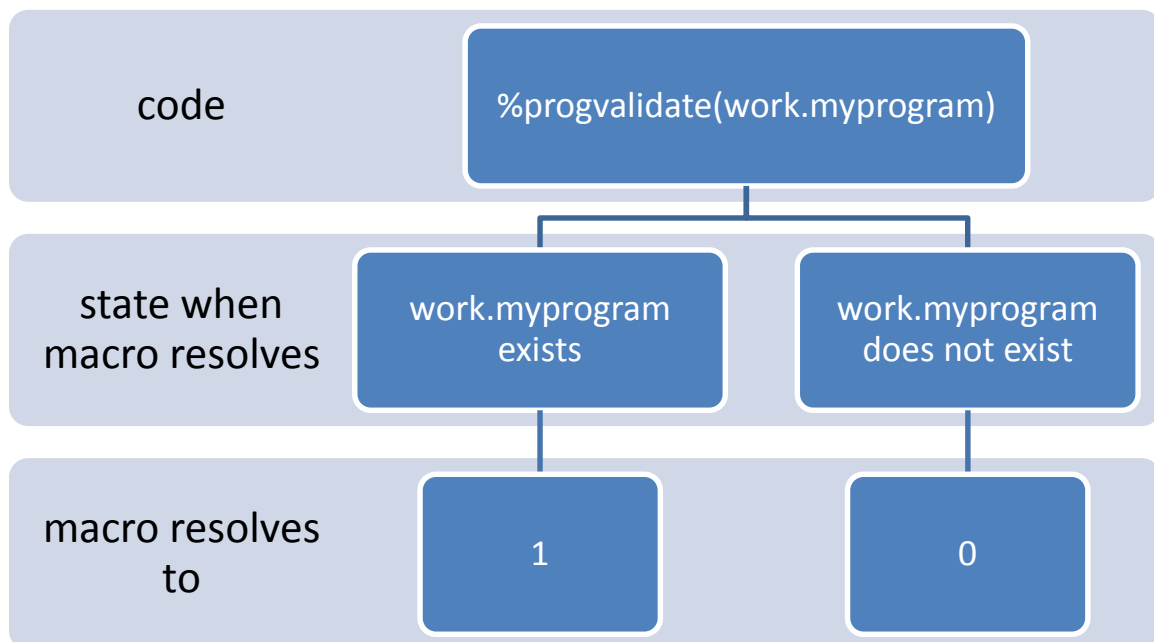 code
%progvalidate(work.myprogram)
state when
macro resolves
work.myprogram
exists
work.myprogram
does not exist
macro resolves
to
1
0